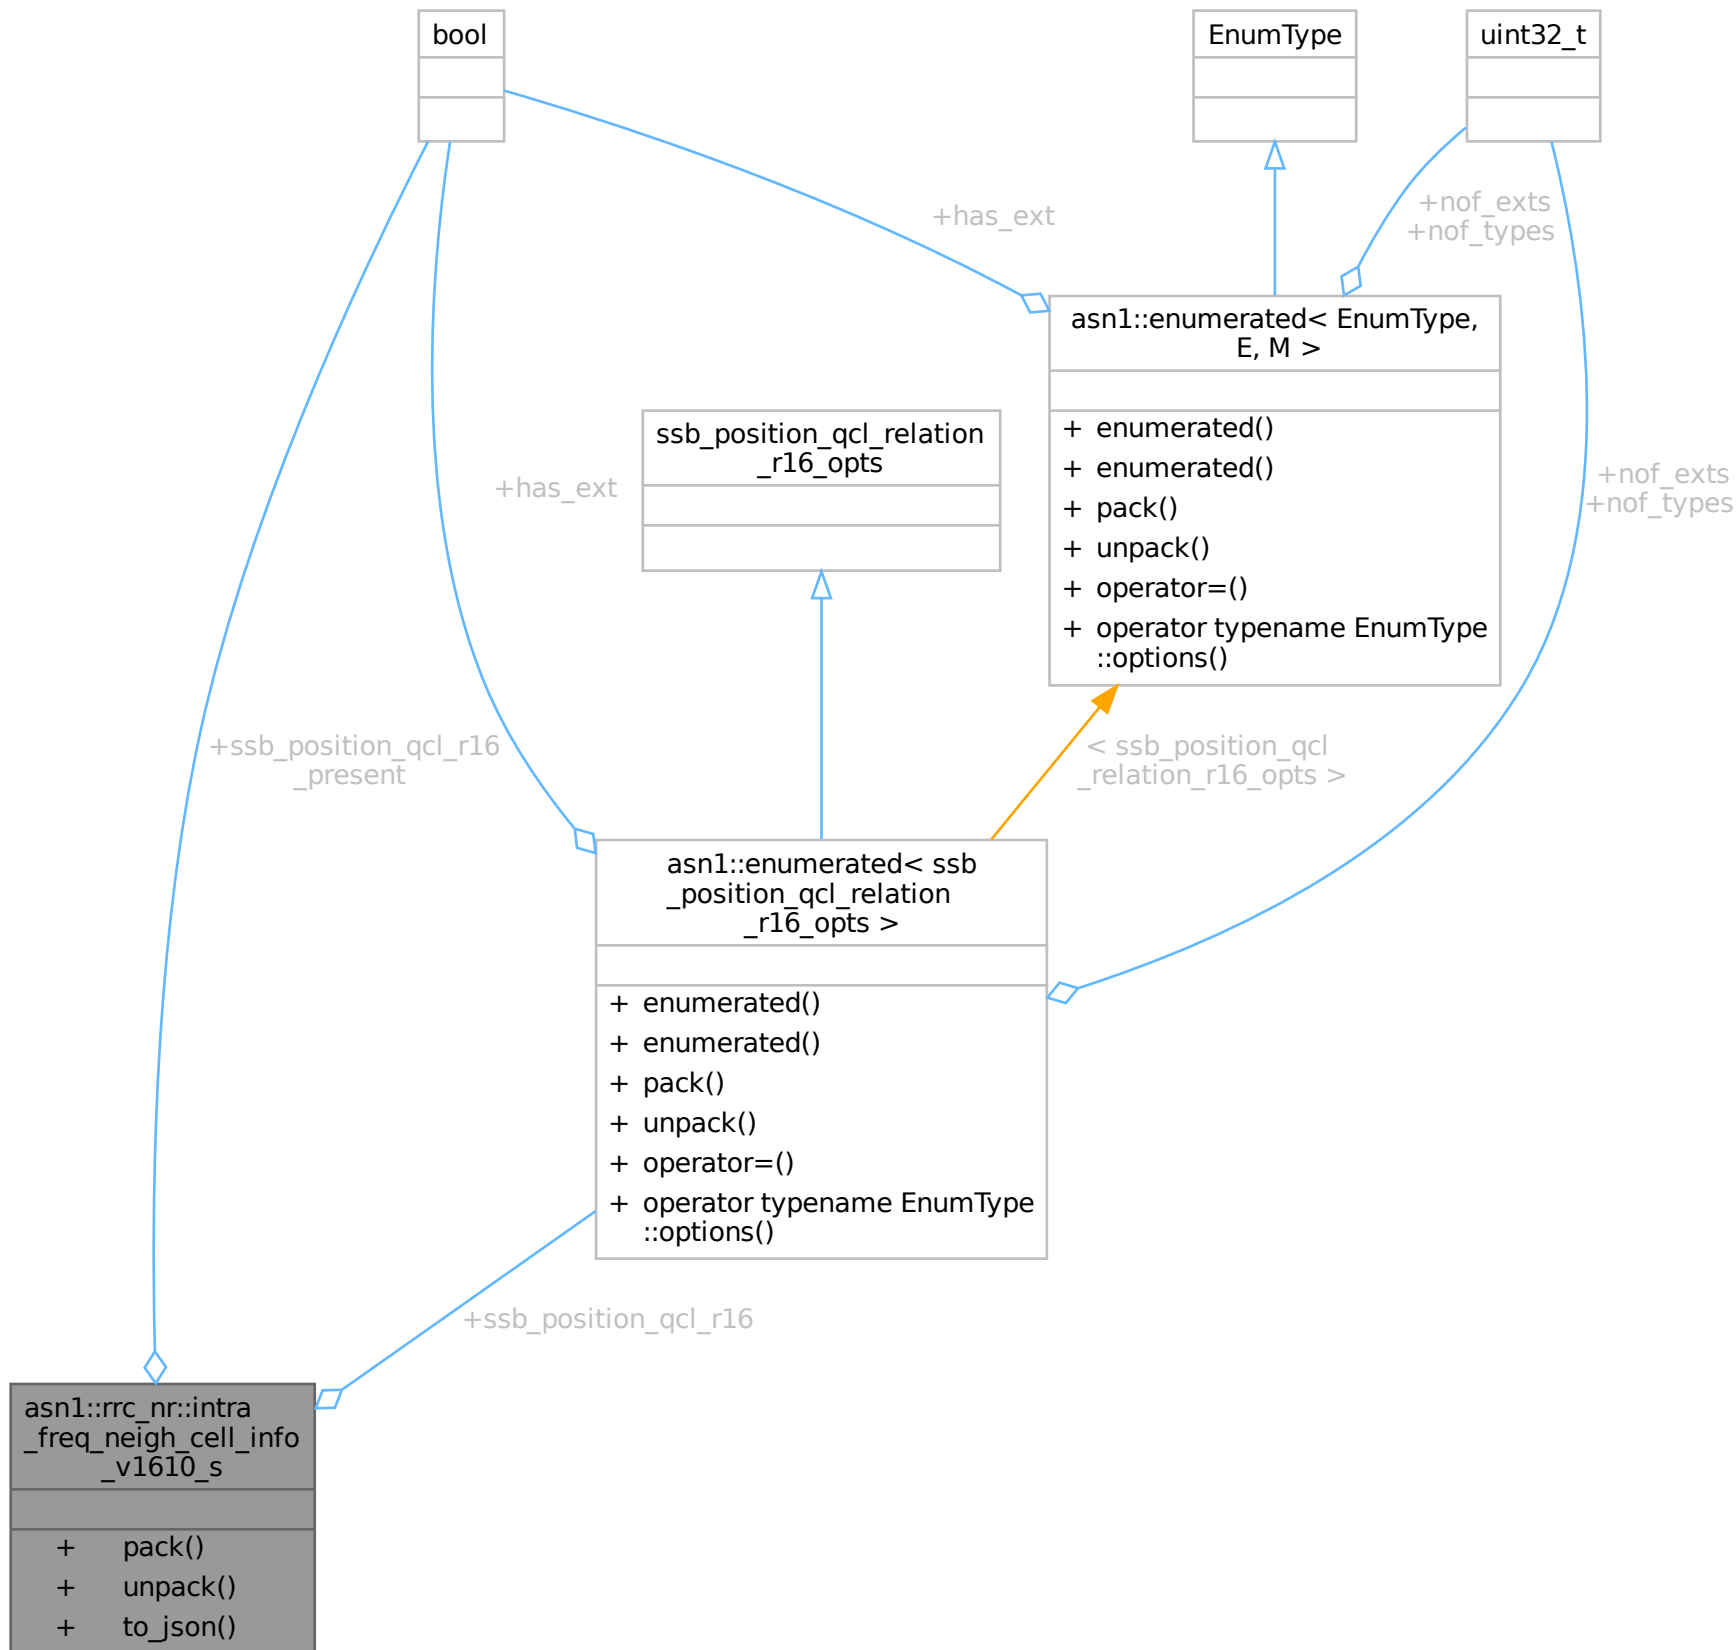 bool
EnumType
uint32_t
+has_ext
+nof_exts
+nof_types
asn1::enumerated< EnumType,
E, M >
+ enumerated()
+ enumerated()
+ pack()
+ unpack()
+ operator=()
+ operator typename EnumType
::options()
ssb_position_qcl_relation
_r16_opts
+has_ext
+nof_exts
+nof_types
+ssb_position_qcl_r16
_present
< ssb_position_qcl
_relation_r16_opts >
asn1::enumerated< ssb
_position_qcl_relation
_r16_opts >
+ enumerated()
+ enumerated()
+ pack()
+ unpack()
+ operator=()
+ operator typename EnumType
::options()
+ssb_position_qcl_r16
asn1::rrc_nr::intra
_freq_neigh_cell_info
_v1610_s
+ pack()
+ unpack()
+ to_json()